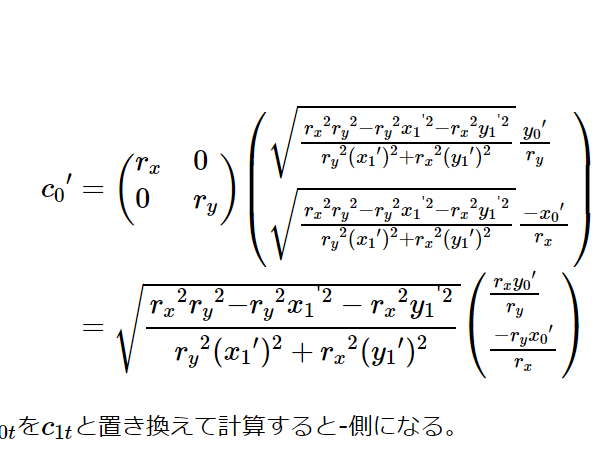 $c_0{}' = \begin{pmatrix} r_x & 0 \\ 0 & r_y \end{pmatrix} \begin{pmatrix} \sqrt{\frac{r_x{}^2 r_y{}^2 - r_y{}^2 x_1{}^{'2} - r_x{}^2 y_1{}^{'2}}{r_y{}^2 (x_1{}')^2 + r_x{}^2 (y_1{}')^2}} \frac{y_0{}'}{r_y} \\ \sqrt{\frac{r_x{}^2 r_y{}^2 - r_y{}^2 x_1{}^{'2} - r_x{}^2 y_1{}^{'2}}{r_y{}^2 (x_1{}')^2 + r_x{}^2 (y_1{}')^2}} \frac{-x_0{}'}{r_x} \end{pmatrix}$
$= \sqrt{\frac{r_x{}^2 r_y{}^2 - r_y{}^2 x_1{}^{'2} - r_x{}^2 y_1{}^{'2}}{r_y{}^2 (x_1{}')^2 + r_x{}^2 (y_1{}')^2}} \begin{pmatrix} \frac{r_x y_0{}'}{r_y} \\ \frac{-r_y x_0{}'}{r_x} \end{pmatrix}$
$_{0t}$を$c_{1t}$と置き換えて計算すると-側になる。